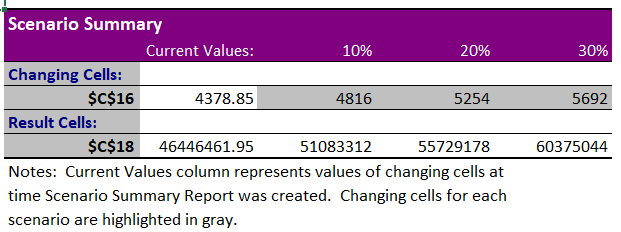 Scenario Summary
Current Values: 10% 20% 30%
Changing Cells:
$C$16 4378.85 4816 5254 5692
Result Cells:
$C$18 46446461.95 51083312 55729178 60375044
Notes: Current Values column represents values of changing cells at
time Scenario Summary Report was created. Changing cells for each
scenario are highlighted in gray.